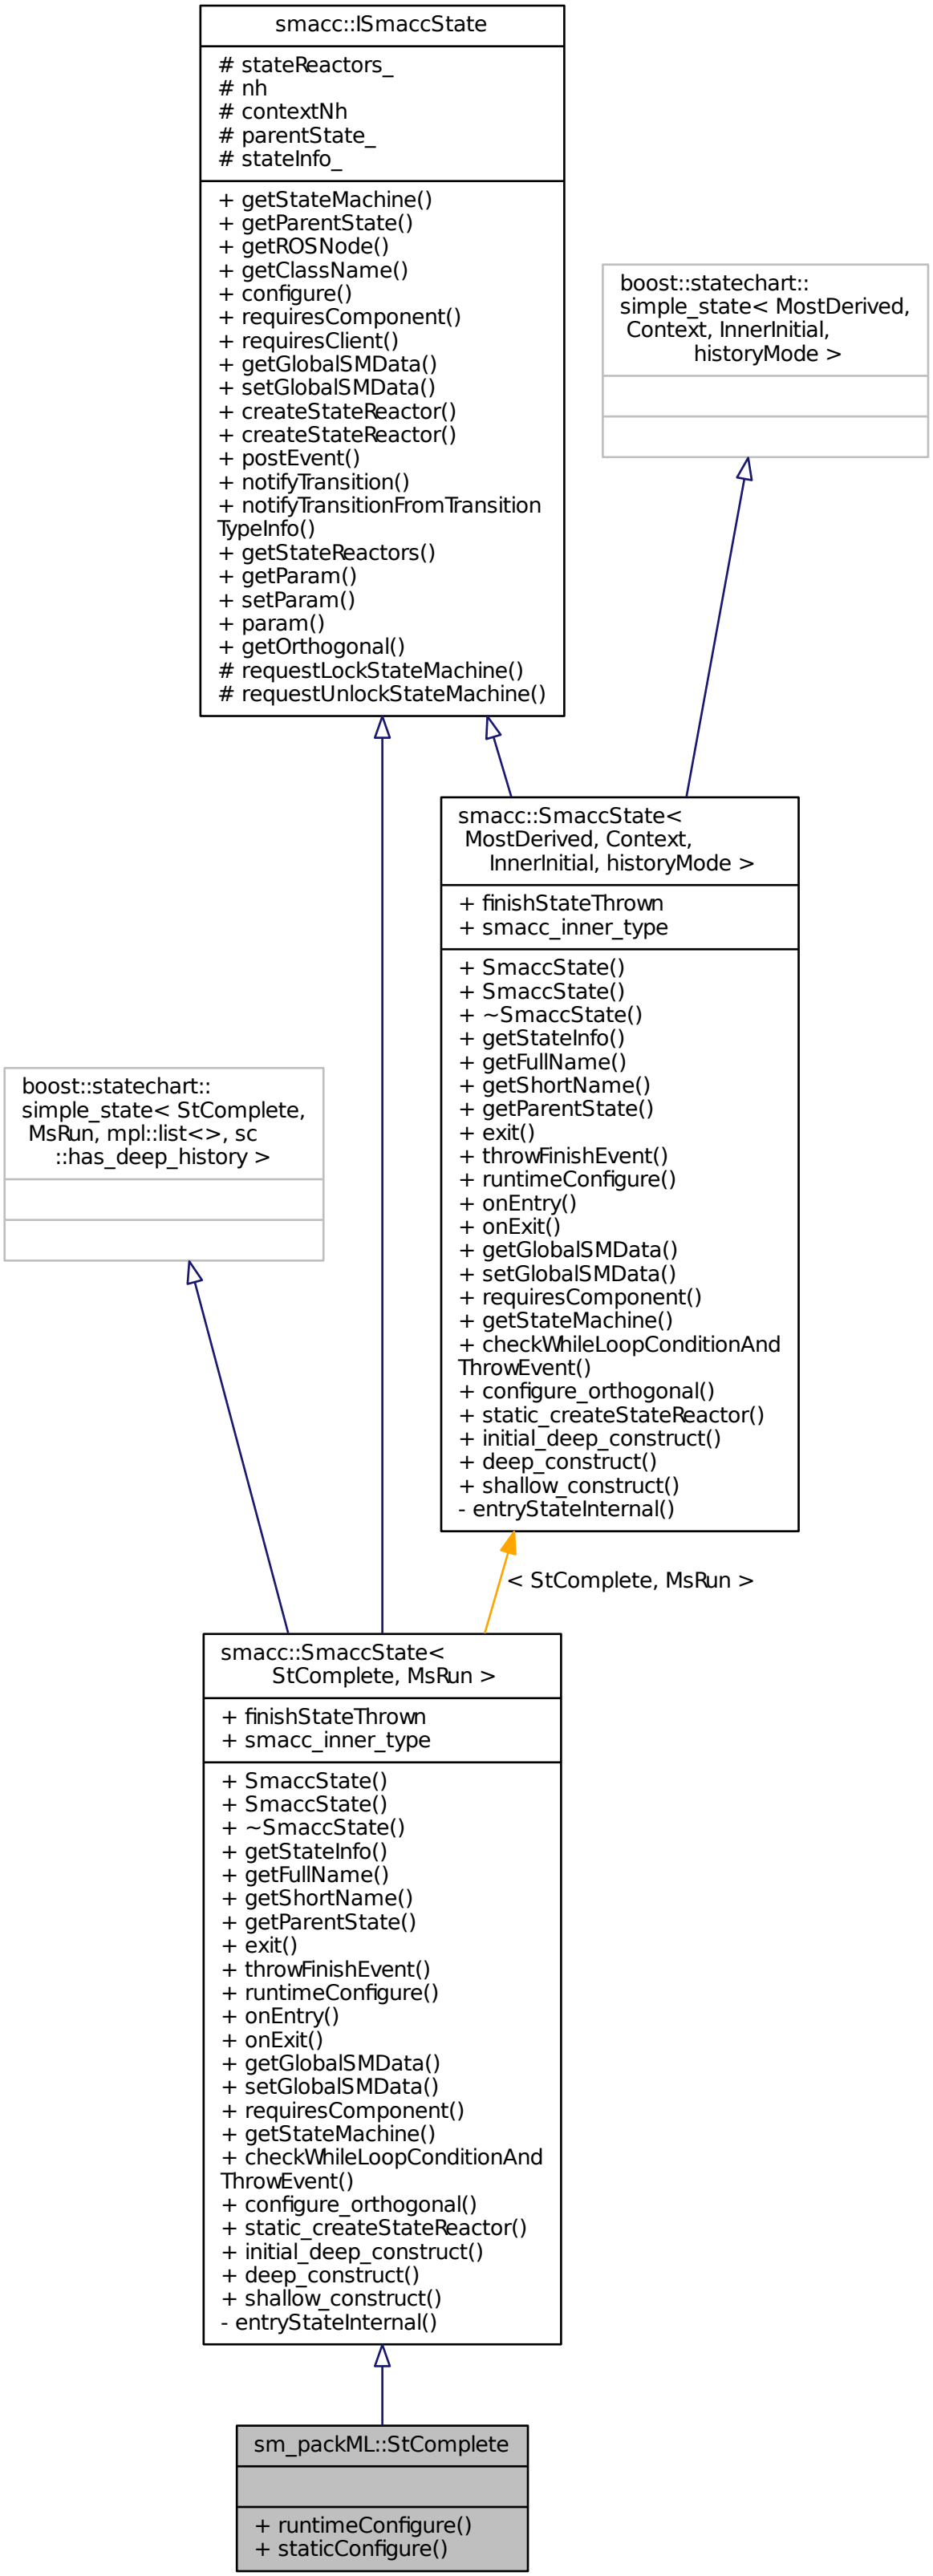 smacc::ISmaccState
# stateReactors_
# nh
# contextNh
# parentState_
# stateInfo_
+ getStateMachine()
+ getParentState()
+ getROSNode()
+ getClassName()
+ configure()
+ requiresComponent()
+ requiresClient()
+ getGlobalSMData()
+ setGlobalSMData()
+ createStateReactor()
+ createStateReactor()
+ postEvent()
+ notifyTransition()
+ notifyTransitionFromTransition
TypeInfo()
+ getStateReactors()
+ getParam()
+ setParam()
+ param()
+ getOrthogonal()
# requestLockStateMachine()
# requestUnlockStateMachine()
boost::statechart::
simple_state< MostDerived,
Context, InnerInitial,
historyMode >
smacc::SmaccState<
MostDerived, Context,
InnerInitial, historyMode >
+ finishStateThrown
+ smacc_inner_type
+ SmaccState()
+ SmaccState()
+ ~SmaccState()
+ getStateInfo()
+ getFullName()
+ getShortName()
+ getParentState()
+ exit()
+ throwFinishEvent()
+ runtimeConfigure()
+ onEntry()
+ onExit()
+ getGlobalSMData()
+ setGlobalSMData()
+ requiresComponent()
+ getStateMachine()
+ checkWhileLoopConditionAnd
ThrowEvent()
+ configure_orthogonal()
+ static_createStateReactor()
+ initial_deep_construct()
+ deep_construct()
+ shallow_construct()
- entryStateInternal()
boost::statechart::
simple_state< StComplete,
MsRun, mpl::list<>, sc
::has_deep_history >
< StComplete, MsRun >
smacc::SmaccState<
StComplete, MsRun >
+ finishStateThrown
+ smacc_inner_type
+ SmaccState()
+ SmaccState()
+ ~SmaccState()
+ getStateInfo()
+ getFullName()
+ getShortName()
+ getParentState()
+ exit()
+ throwFinishEvent()
+ runtimeConfigure()
+ onEntry()
+ onExit()
+ getGlobalSMData()
+ setGlobalSMData()
+ requiresComponent()
+ getStateMachine()
+ checkWhileLoopConditionAnd
ThrowEvent()
+ configure_orthogonal()
+ static_createStateReactor()
+ initial_deep_construct()
+ deep_construct()
+ shallow_construct()
- entryStateInternal()
sm_packML::StComplete
+ runtimeConfigure()
+ staticConfigure()